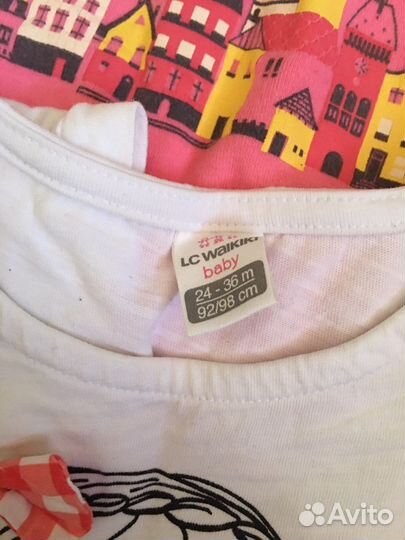 LC WAIKIKI
baby
24 - 36 m
92/98 cm
Avito